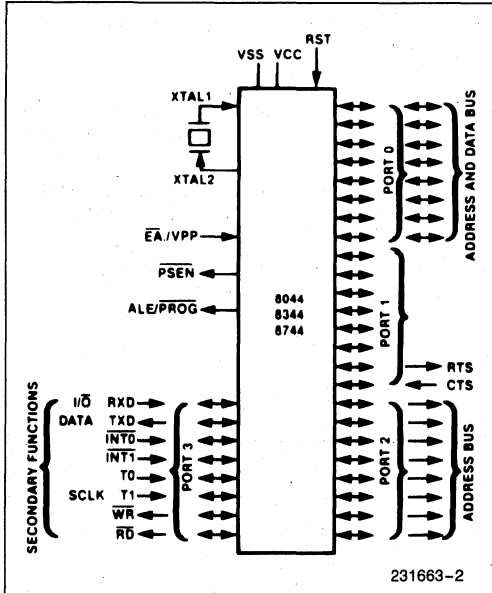 RST
VSS VCC
XTAL1
XTAL2
EA./VPP
PSEN
ALE/PROG
8044
8344
8744
PORT 0
ADDRESS AND DATA BUS
PORT 1
RTS
CTS
SECONDARY FUNCTIONS
I/O RXD
DATA TXD
INT0
INT1
T0
SCLK T1
WR
RD
PORT 3
PORT 2
ADDRESS BUS
231663-2